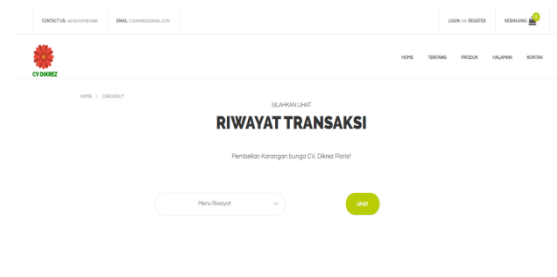 CONTACT US
EMAIL
LOGIN OR REGISTER
KERANJANG
CV DIKREZ
HOME TENTANG PRODUK HALAMAN KONTAK
HOME / CHECKOUT
SILAHKAN LIHAT
RIWAYAT TRANSAKSI
Pembelian Karangan bunga CV. Dikrez Florist
Menu Riwayat
LIHAT